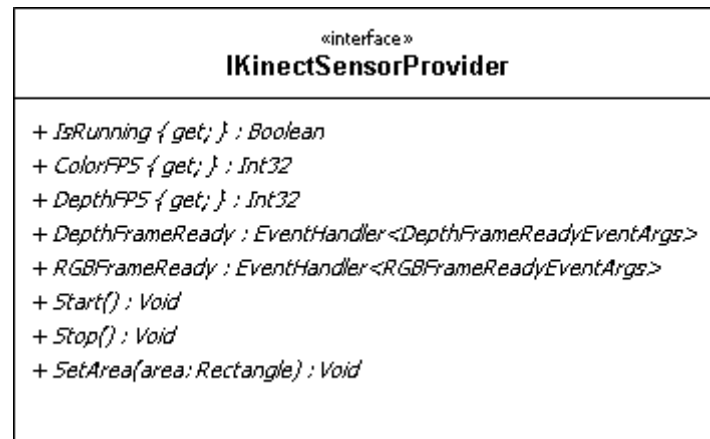 «interface»
IKinectSensorProvider
+ IsRunning { get; } : Boolean
+ ColorFPS { get; } : Int32
+ DepthFPS { get; } : Int32
+ DepthFrameReady : EventHandler<DepthFrameReadyEventArgs>
+ RGBFrameReady : EventHandler<RGBFrameReadyEventArgs>
+ Start() : Void
+ Stop() : Void
+ SetArea(area: Rectangle) : Void